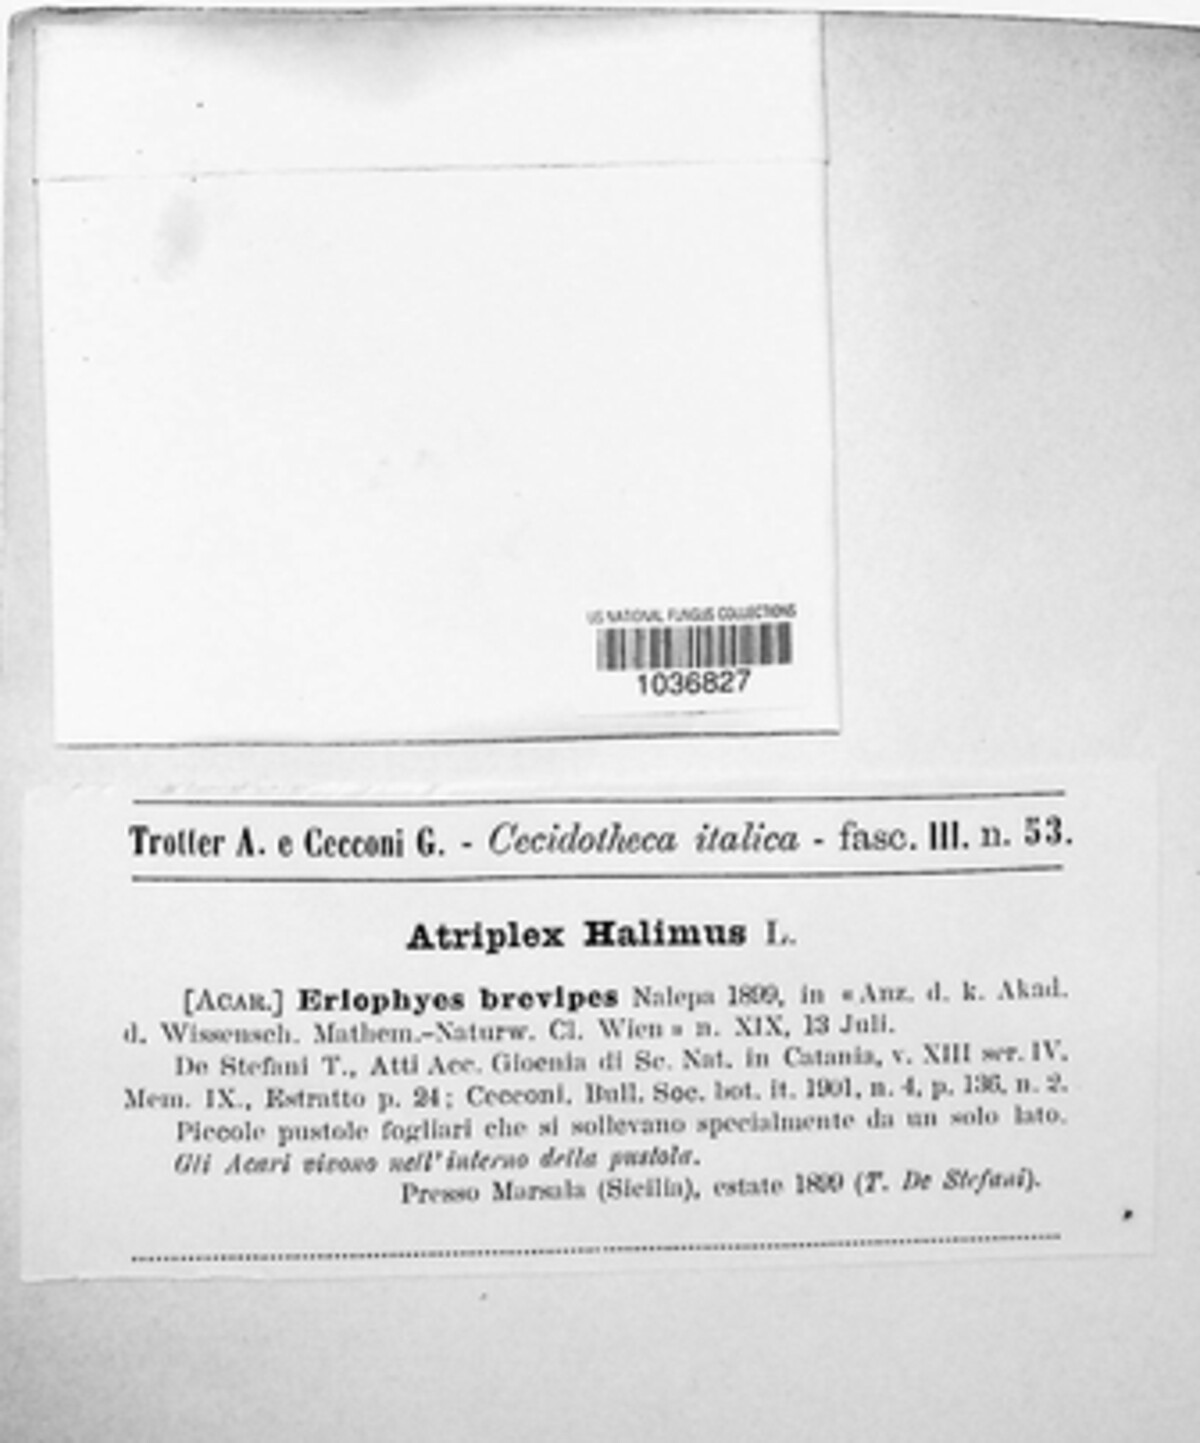 US NATIONAL FUNGUS COLLECTIONS
1036827
Trotter A. e Cecconi G. - Cecidotheca italica - fasc. III. n. 53.
Atriplex Halimus L.
[ACAR.] Eriophyes brevipes Nalepa 1899, in « Anz. d. k. Akad.
d. Wissensch. Mathem.-Naturw. Cl. Wien » n. XIX, 13 Juli.
De Stefani T., Atti Acc. Gioenia di Sc. Nat. in Catania, v. XIII ser. IV,
Mem. IX., Estratto p. 24; Cecconi, Bull. Soc. bot. it. 1901, n. 4, p. 136, n. 2.
Piccole pustole fogliari che si sollevano specialmente da un solo lato.
Gli Acari vivono nell'interno della pustola.
Presso Marsala (Sicilia), estate 1899 (T. De Stefani).